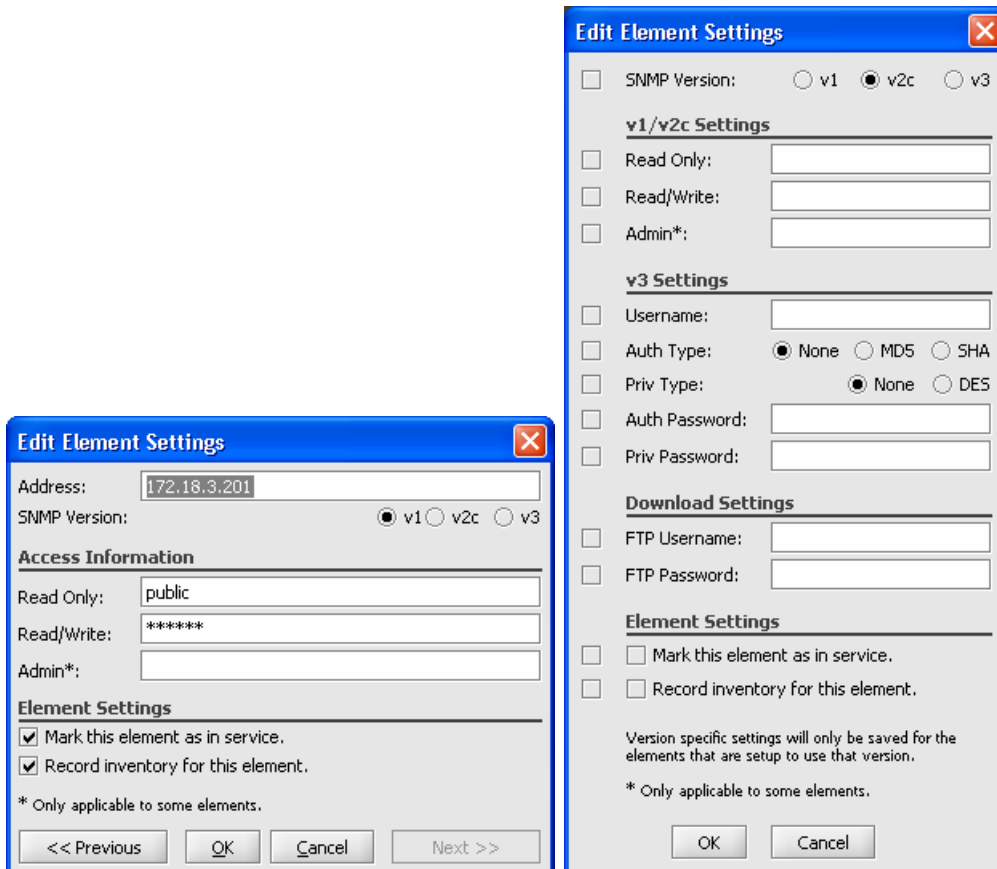 Edit Element Settings
Address: 172.18.3.201
SNMP Version: v1 v2c v3
Access Information
Read Only: public
Read/Write: ******
Admin*:
Element Settings
Mark this element as in service.
Record inventory for this element.
* Only applicable to some elements.
<< Previous OK Cancel Next >>
Edit Element Settings
SNMP Version: v1 v2c v3
v1/v2c Settings
Read Only:
Read/Write:
Admin*:
v3 Settings
Username:
Auth Type: None MD5 SHA
Priv Type: None DES
Auth Password:
Priv Password:
Download Settings
FTP Username:
FTP Password:
Element Settings
Mark this element as in service.
Record inventory for this element.
Version specific settings will only be saved for the
elements that are setup to use that version.
* Only applicable to some elements.
OK Cancel